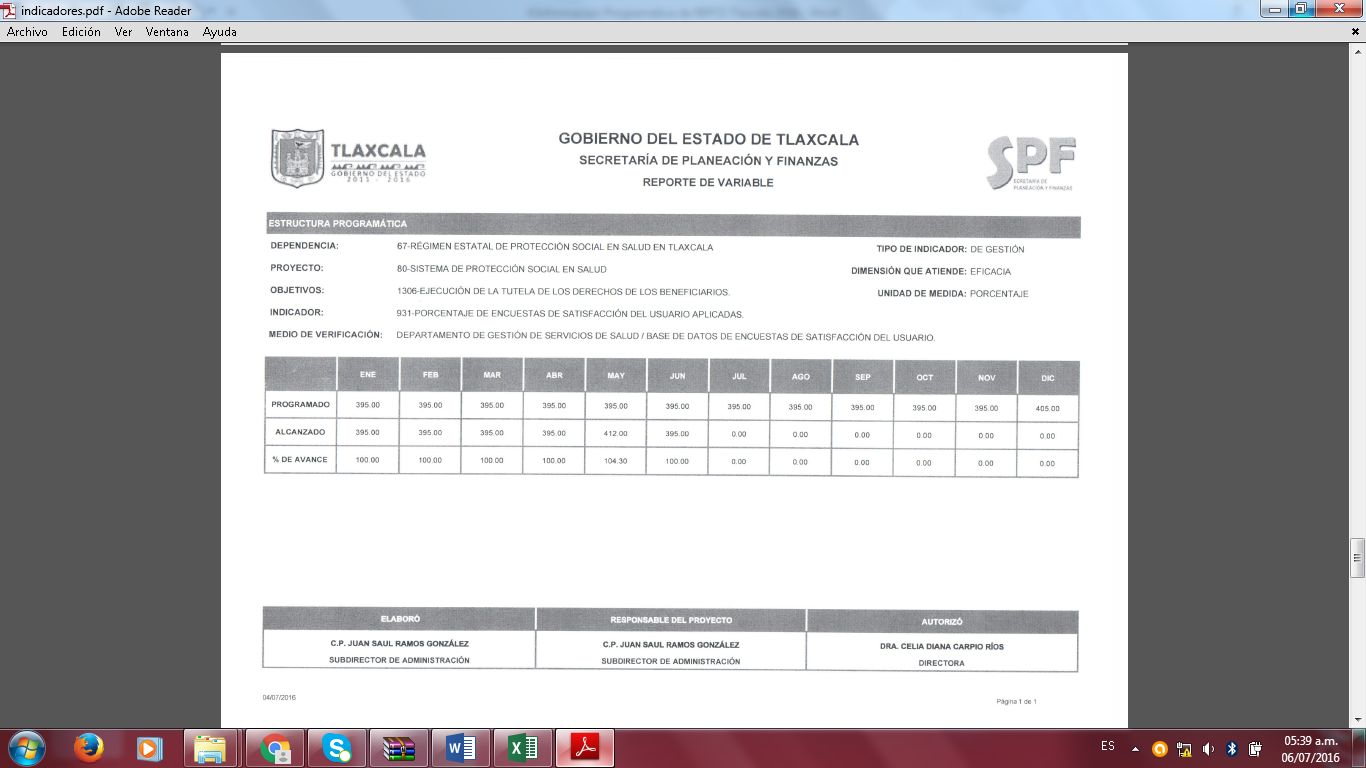 indicadores.pdf - Adobe Reader
Archivo Edición Ver Ventana Ayuda
TLAXCALA
GOBIERNO DEL ESTADO
2011 - 2016
GOBIERNO DEL ESTADO DE TLAXCALA
SECRETARÍA DE PLANEACIÓN Y FINANZAS
REPORTE DE VARIABLE
SPF
SECRETARÍA DE
PLANEACIÓN Y FINANZAS
ESTRUCTURA PROGRAMÁTICA
DEPENDENCIA: 67-RÉGIMEN ESTATAL DE PROTECCIÓN SOCIAL EN SALUD EN TLAXCALA TIPO DE INDICADOR: DE GESTIÓN
PROYECTO: 80-SISTEMA DE PROTECCIÓN SOCIAL EN SALUD DIMENSIÓN QUE ATIENDE: EFICACIA
OBJETIVOS: 1306-EJECUCIÓN DE LA TUTELA DE LOS DERECHOS DE LOS BENEFICIARIOS. UNIDAD DE MEDIDA: PORCENTAJE
INDICADOR: 931-PORCENTAJE DE ENCUESTAS DE SATISFACCIÓN DEL USUARIO APLICADAS.
MEDIO DE VERIFICACIÓN: DEPARTAMENTO DE GESTIÓN DE SERVICIOS DE SALUD / BASE DE DATOS DE ENCUESTAS DE SATISFACCIÓN DEL USUARIO.
ENE FEB MAR ABR MAY JUN JUL AGO SEP OCT NOV DIC
PROGRAMADO 395.00 395.00 395.00 395.00 395.00 395.00 395.00 395.00 395.00 395.00 395.00 405.00
ALCANZADO 395.00 395.00 395.00 395.00 412.00 395.00 0.00 0.00 0.00 0.00 0.00 0.00
% DE AVANCE 100.00 100.00 100.00 100.00 104.30 100.00 0.00 0.00 0.00 0.00 0.00 0.00
ELABORÓ RESPONSABLE DEL PROYECTO AUTORIZÓ
C.P. JUAN SAUL RAMOS GONZÁLEZ C.P. JUAN SAUL RAMOS GONZÁLEZ DRA. CELIA DIANA CARPIO RÍOS
SUBDIRECTOR DE ADMINISTRACIÓN SUBDIRECTOR DE ADMINISTRACIÓN DIRECTORA
04/07/2016 Página 1 de 1
ES 05:39 a.m.
06/07/2016